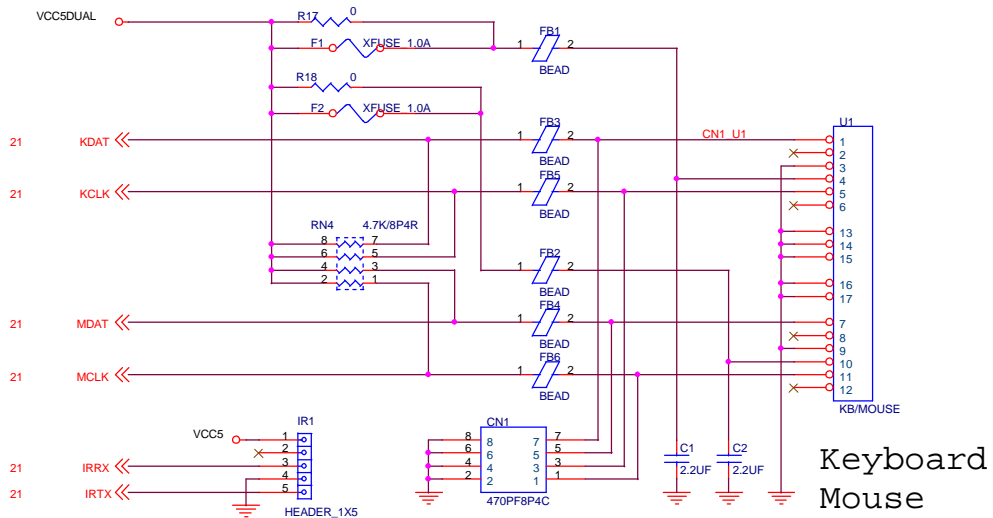 R17 0
VCC5DUAL
FB1
F1 XFUSE_1.0A
1 2
BEAD
R18 0
F2 XFUSE_1.0A
U1
FB3
21 KDAT
1 2
CN1_U1
1
BEAD
2
3
FB5
4
21 KCLK
1 2
5
BEAD
6
RN4 4.7K/8P4R
8 7
6 5
4 3
2 1
13
14
15
FB2
1 2
BEAD
16
17
FB4
21 MDAT
1 2
7
BEAD
8
FB6
9
10
21 MCLK
1 2
11
BEAD
12
KB/MOUSE
IR1
CN1
VCC5
1
2
21 IRRX
3
4
21 IRTX
5
HEADER_1X5
8 8 7 7
6 6 5 5
4 4 3 3
2 2 1 1
470PF8P4C
C1
2.2UF
C2
2.2UF
Keyboard
Mouse